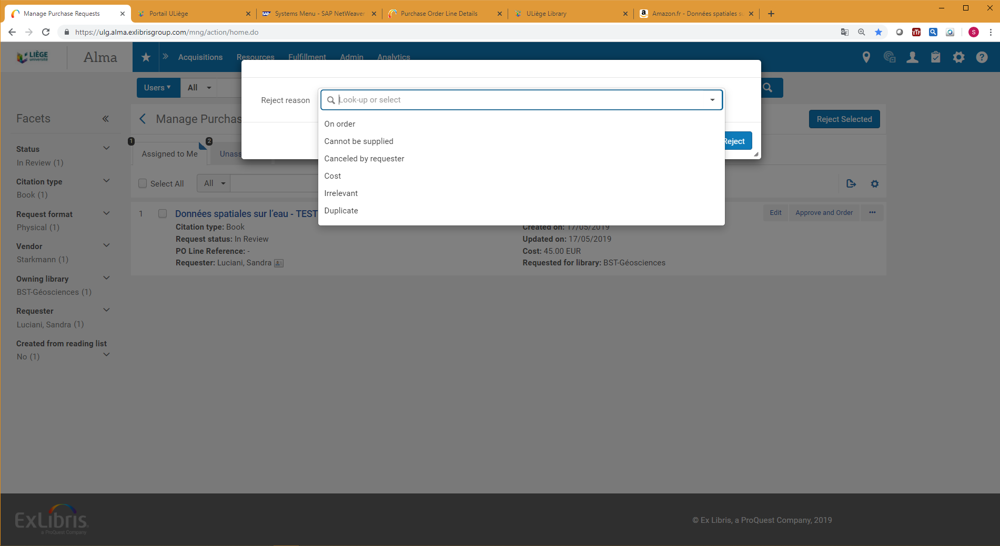 Manage Purchase Requests
Portail ULiège
Systems Menu - SAP NetWeaver
Purchase Order Line Details
ULiège Library
Amazon.fr - Données spatiales su
https://ulg.alma.exlibrisgroup.com/mng/action/home.do
LIÈGE université
Alma
Acquisitions Resources Fulfillment Admin Analytics
Users All
Reject reason Look-up or select
On order
Cannot be supplied
Canceled by requester
Cost
Irrelevant
Duplicate
Reject
Facets
Manage Purchas
Reject Selected
1
2
Assigned to Me
Unass
Status
In Review (1)
Citation type
Book (1)
Request format
Physical (1)
Vendor
Starkmann (1)
Owning library
BST-Géosciences (1)
Requester
Luciani, Sandra (1)
Created from reading list
No (1)
Select All All
1 Données spatiales sur l'eau - TEST
Edit Approve and Order
Citation type: Book
Request status: In Review
PO Line Reference: -
Requester: Luciani, Sandra
Created on: 17/05/2019
Updated on: 17/05/2019
Cost: 45.00 EUR
Requested for library: BST-Géosciences
ExLibris
a ProQuest Company
© Ex Libris, a ProQuest Company, 2019